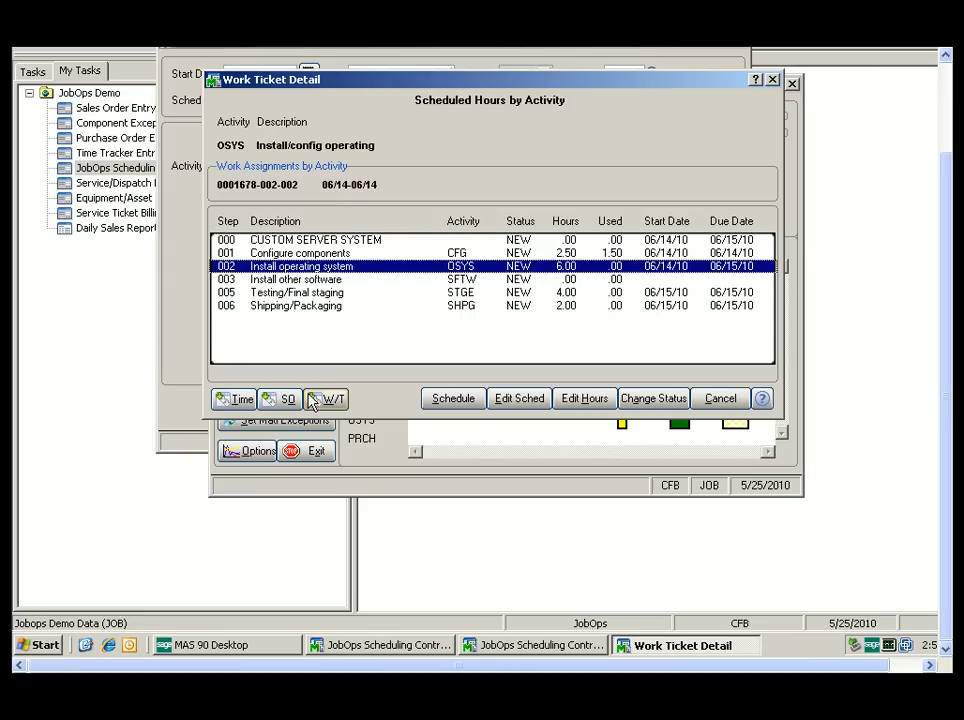 Tasks My Tasks
JobOps Demo
Sales Order Entry
Component Excep
Purchase Order E
Time Tracker Entr
JobOps Schedulin
Service/Dispatch
Equipment/Asset
Service Ticket Billi
Daily Sales Report
Start D
Sched
Activity
Work Ticket Detail
Scheduled Hours by Activity
Activity Description
OSYS Install/config operating
Work Assignments by Activity
0001678-002-002 06/14-06/14
Step Description Activity Status Hours Used Start Date Due Date
000 CUSTOM SERVER SYSTEM NEW .00 .00 06/14/10 06/15/10
001 Configure components CFG NEW 2.50 1.50 06/14/10 06/15/10
002 Install operating system OSYS NEW 6.00 .00 06/14/10 06/15/10
003 Install other software SFTW NEW .00 .00
005 Testing/Final staging STGE NEW 4.00 .00 06/15/10 06/15/10
006 Shipping/Packaging SHPG NEW 2.00 .00 06/15/10 06/15/10
Time SO W/T Schedule Edit Sched Edit Hours Change Status Cancel ?
PRCH
Options Exit
CFB JOB 5/25/2010
Jobops Demo Data (JOB) JobOps CFB 5/25/2010
Start MAS 90 Desktop JobOps Scheduling Contr... JobOps Scheduling Contr... Work Ticket Detail 2:5